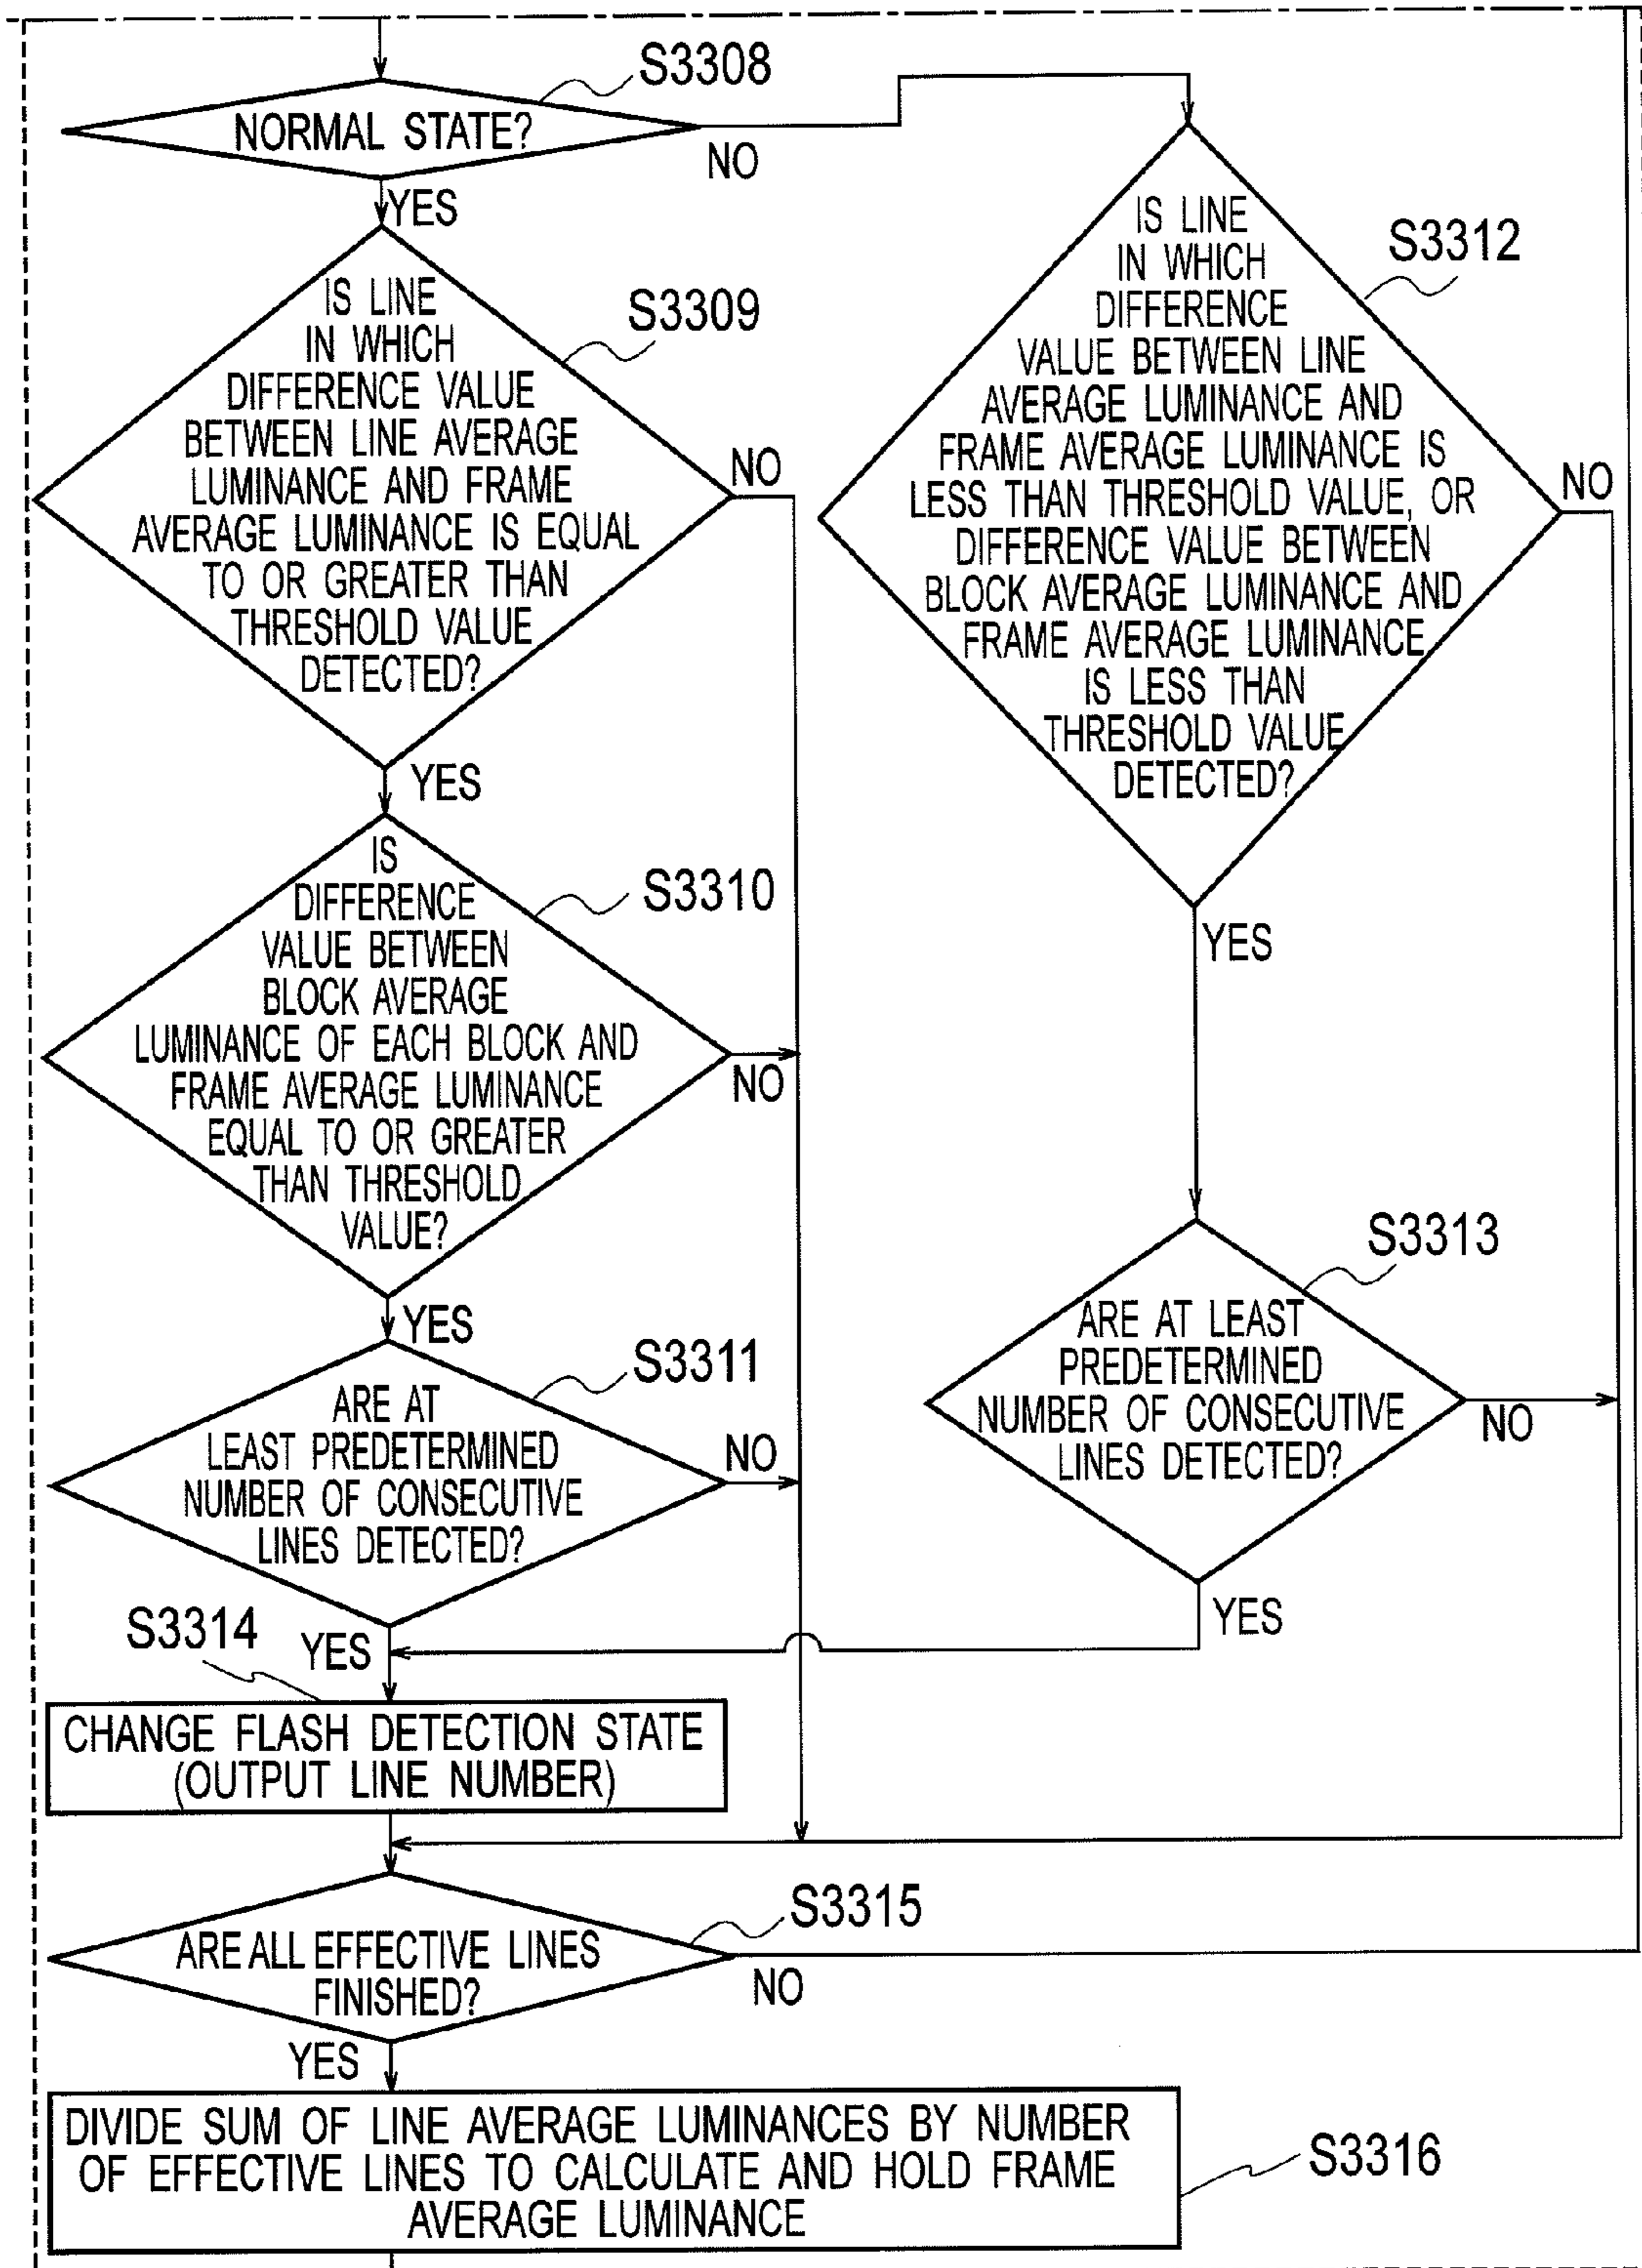 S3308
NORMAL STATE?
NO
YES
S3309
IS LINE
IN WHICH
DIFFERENCE VALUE
BETWEEN LINE AVERAGE
LUMINANCE AND FRAME
AVERAGE LUMINANCE IS EQUAL
TO OR GREATER THAN
THRESHOLD VALUE
DETECTED?
NO
YES
S3310
IS
DIFFERENCE
VALUE BETWEEN
BLOCK AVERAGE
LUMINANCE OF EACH BLOCK AND
FRAME AVERAGE LUMINANCE
EQUAL TO OR GREATER
THAN THRESHOLD
VALUE?
NO
YES
S3311
ARE AT
LEAST PREDETERMINED
NUMBER OF CONSECUTIVE
LINES DETECTED?
NO
YES
S3312
IS LINE
IN WHICH
DIFFERENCE
VALUE BETWEEN LINE
AVERAGE LUMINANCE AND
FRAME AVERAGE LUMINANCE IS
LESS THAN THRESHOLD VALUE, OR
DIFFERENCE VALUE BETWEEN
BLOCK AVERAGE LUMINANCE AND
FRAME AVERAGE LUMINANCE
IS LESS THAN
THRESHOLD VALUE
DETECTED?
NO
YES
S3313
ARE AT LEAST
PREDETERMINED
NUMBER OF CONSECUTIVE
LINES DETECTED?
NO
YES
S3314
CHANGE FLASH DETECTION STATE
(OUTPUT LINE NUMBER)
S3315
ARE ALL EFFECTIVE LINES
FINISHED?
NO
YES
DIVIDE SUM OF LINE AVERAGE LUMINANCES BY NUMBER
OF EFFECTIVE LINES TO CALCULATE AND HOLD FRAME
AVERAGE LUMINANCE
S3316